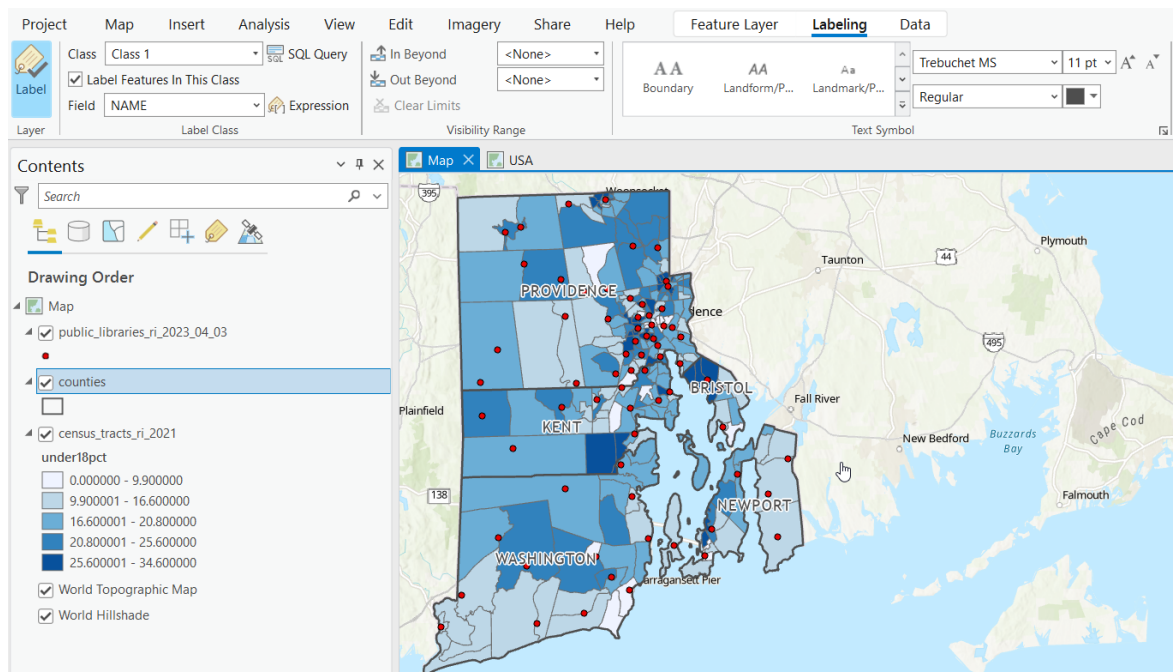 Project Map Insert Analysis View Edit Imagery Share Help Feature Layer Labeling Data
Class Class 1 SQL SQL Query
Label Features In This Class
Field NAME Expression
Label
Layer
Label Class
In Beyond <None>
Out Beyond <None>
Clear Limits
Visibility Range
AA AA Aa
Boundary Landform/P... Landmark/P...
Trebuchet MS 11 pt A A
Regular
Text Symbol
Contents
Search
Drawing Order
Map
public_libraries_ri_2023_04_03
counties
census_tracts_ri_2021
under18pct
0.000000 - 9.900000
9.900001 - 16.600000
16.600001 - 20.800000
20.800001 - 25.600000
25.600001 - 34.600000
World Topographic Map
World Hillshade
Map USA
395
Woonsocket
Plymouth
44
Taunton
PROVIDENCE
dence
495
BRISTOL
Fall River
Plainfield
KENT
New Bedford
Buzzards
Bay
Cape Cod
138
NEWPORT
Falmouth
WASHINGTON
arragansett Pier